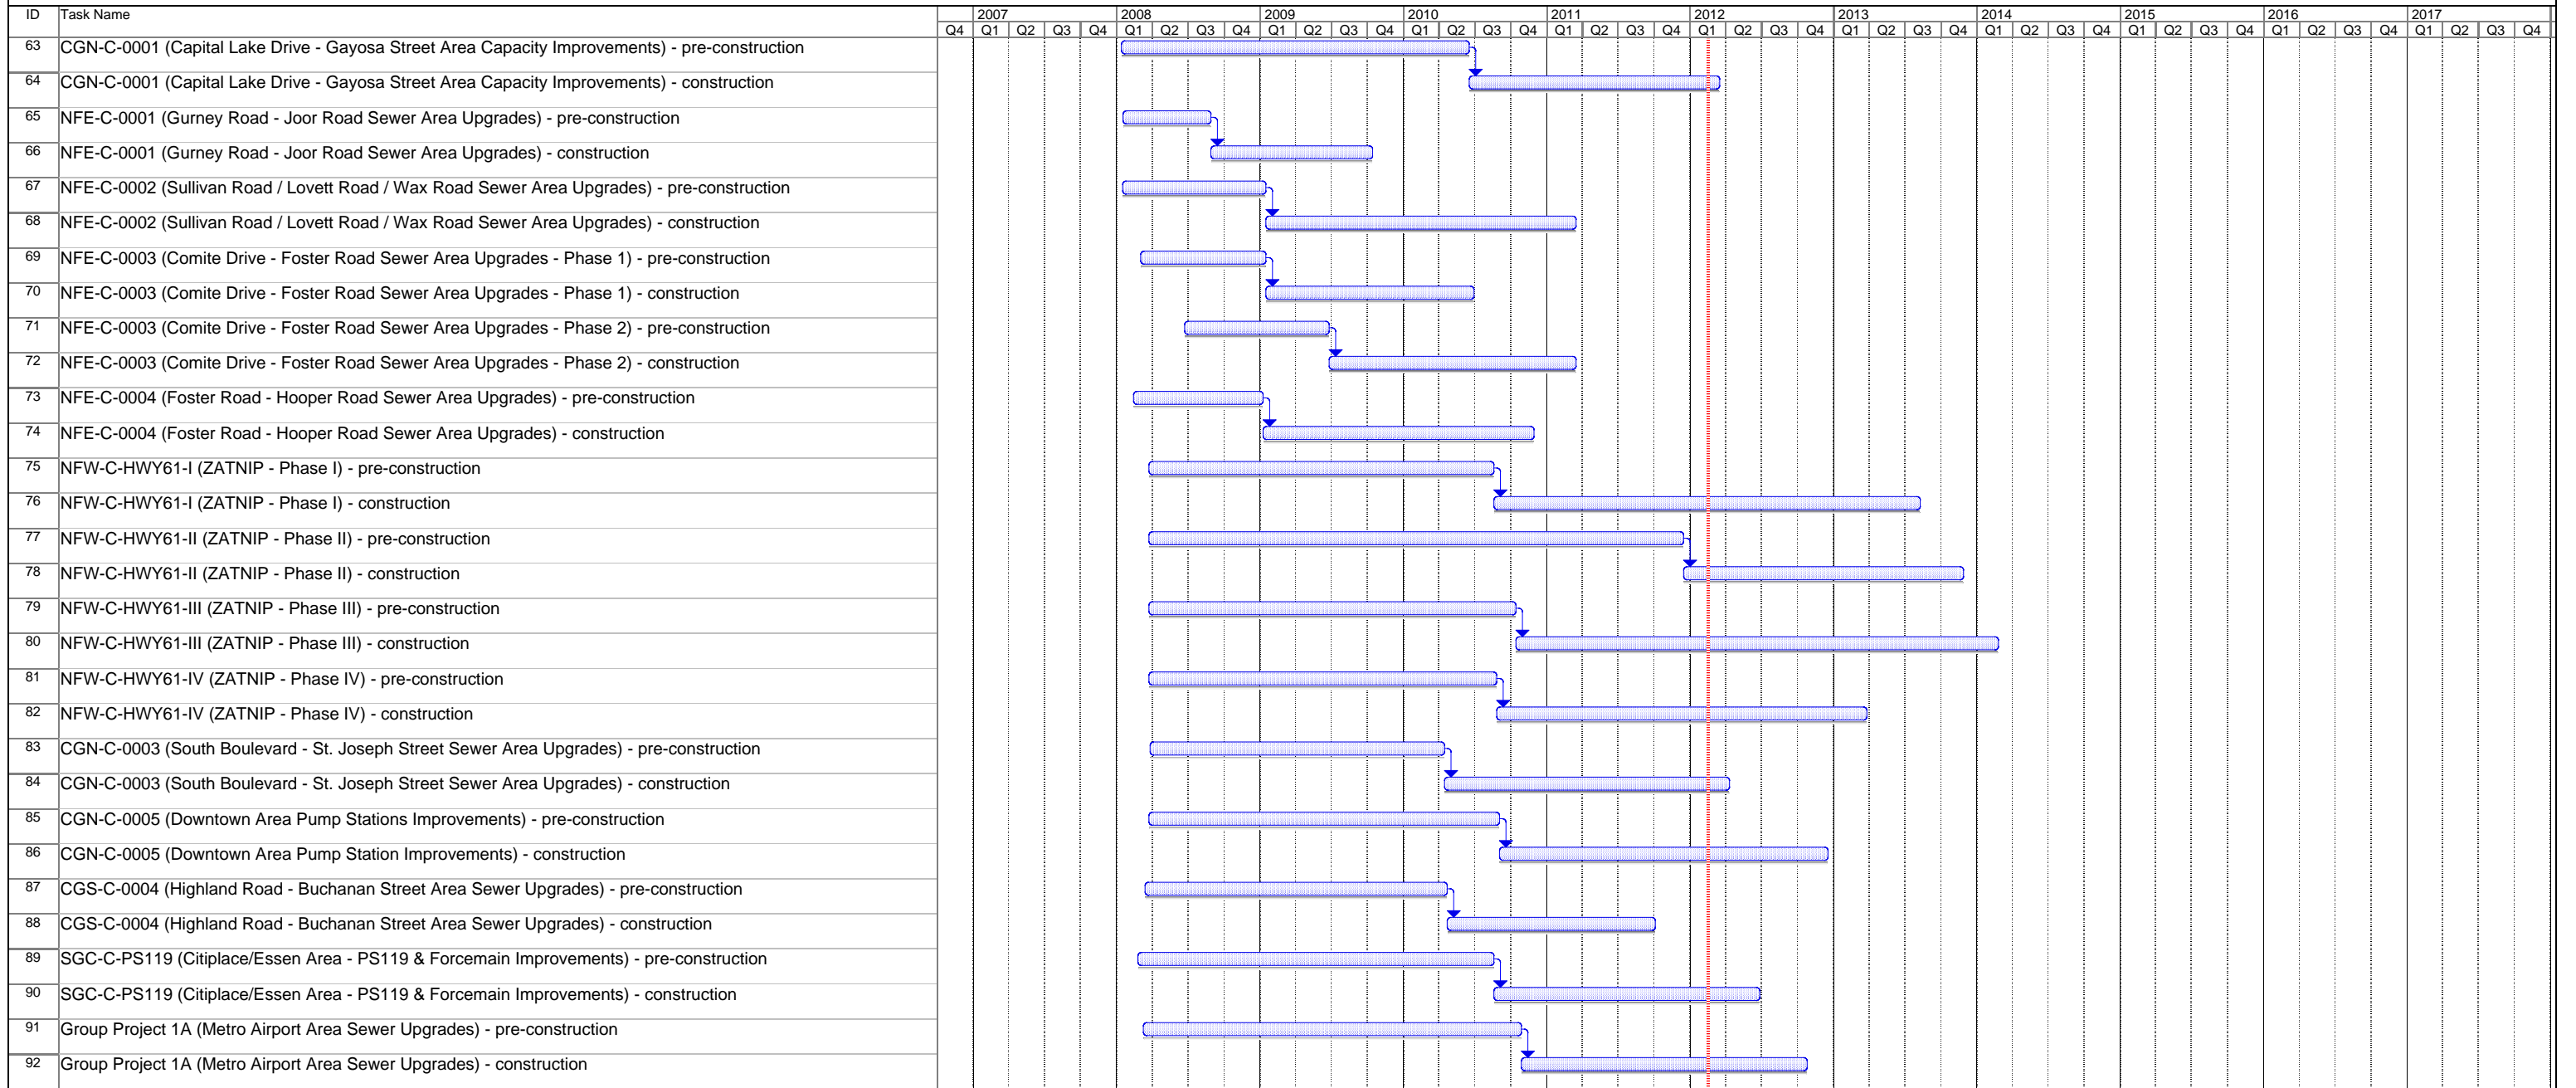 ID Task Name 2007 2008 2009 2010 2011 2012 2013 2014 2015 2016 2017
Q4 Q1 Q2 Q3 Q4 Q1 Q2 Q3 Q4 Q1 Q2 Q3 Q4 Q1 Q2 Q3 Q4 Q1 Q2 Q3 Q4 Q1 Q2 Q3 Q4 Q1 Q2 Q3 Q4 Q1 Q2 Q3 Q4 Q1 Q2 Q3 Q4 Q1 Q2 Q3 Q4 Q1 Q2 Q3 Q4
63 CGN-C-0001 (Capital Lake Drive - Gayosa Street Area Capacity Improvements) - pre-construction
64 CGN-C-0001 (Capital Lake Drive - Gayosa Street Area Capacity Improvements) - construction
65 NFE-C-0001 (Gurney Road - Joor Road Sewer Area Upgrades) - pre-construction
66 NFE-C-0001 (Gurney Road - Joor Road Sewer Area Upgrades) - construction
67 NFE-C-0002 (Sullivan Road / Lovett Road / Wax Road Sewer Area Upgrades) - pre-construction
68 NFE-C-0002 (Sullivan Road / Lovett Road / Wax Road Sewer Area Upgrades) - construction
69 NFE-C-0003 (Comite Drive - Foster Road Sewer Area Upgrades - Phase 1) - pre-construction
70 NFE-C-0003 (Comite Drive - Foster Road Sewer Area Upgrades - Phase 1) - construction
71 NFE-C-0003 (Comite Drive - Foster Road Sewer Area Upgrades - Phase 2) - pre-construction
72 NFE-C-0003 (Comite Drive - Foster Road Sewer Area Upgrades - Phase 2) - construction
73 NFE-C-0004 (Foster Road - Hooper Road Sewer Area Upgrades) - pre-construction
74 NFE-C-0004 (Foster Road - Hooper Road Sewer Area Upgrades) - construction
75 NFW-C-HWY61-I (ZATNIP - Phase I) - pre-construction
76 NFW-C-HWY61-I (ZATNIP - Phase I) - construction
77 NFW-C-HWY61-II (ZATNIP - Phase II) - pre-construction
78 NFW-C-HWY61-II (ZATNIP - Phase II) - construction
79 NFW-C-HWY61-III (ZATNIP - Phase III) - pre-construction
80 NFW-C-HWY61-III (ZATNIP - Phase III) - construction
81 NFW-C-HWY61-IV (ZATNIP - Phase IV) - pre-construction
82 NFW-C-HWY61-IV (ZATNIP - Phase IV) - construction
83 CGN-C-0003 (South Boulevard - St. Joseph Street Sewer Area Upgrades) - pre-construction
84 CGN-C-0003 (South Boulevard - St. Joseph Street Sewer Area Upgrades) - construction
85 CGN-C-0005 (Downtown Area Pump Stations Improvements) - pre-construction
86 CGN-C-0005 (Downtown Area Pump Station Improvements) - construction
87 CGS-C-0004 (Highland Road - Buchanan Street Area Sewer Upgrades) - pre-construction
88 CGS-C-0004 (Highland Road - Buchanan Street Area Sewer Upgrades) - construction
89 SGC-C-PS119 (Citiplace/Essen Area - PS119 & Forcemain Improvements) - pre-construction
90 SGC-C-PS119 (Citiplace/Essen Area - PS119 & Forcemain Improvements) - construction
91 Group Project 1A (Metro Airport Area Sewer Upgrades) - pre-construction
92 Group Project 1A (Metro Airport Area Sewer Upgrades) - construction